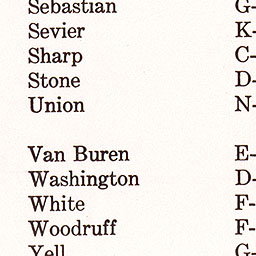 Sebastian G-
Sevier K-
Sharp C-
Stone D-
Union N-
Van Buren E-
Washington D-
White F-
Woodruff F-
Yell G-